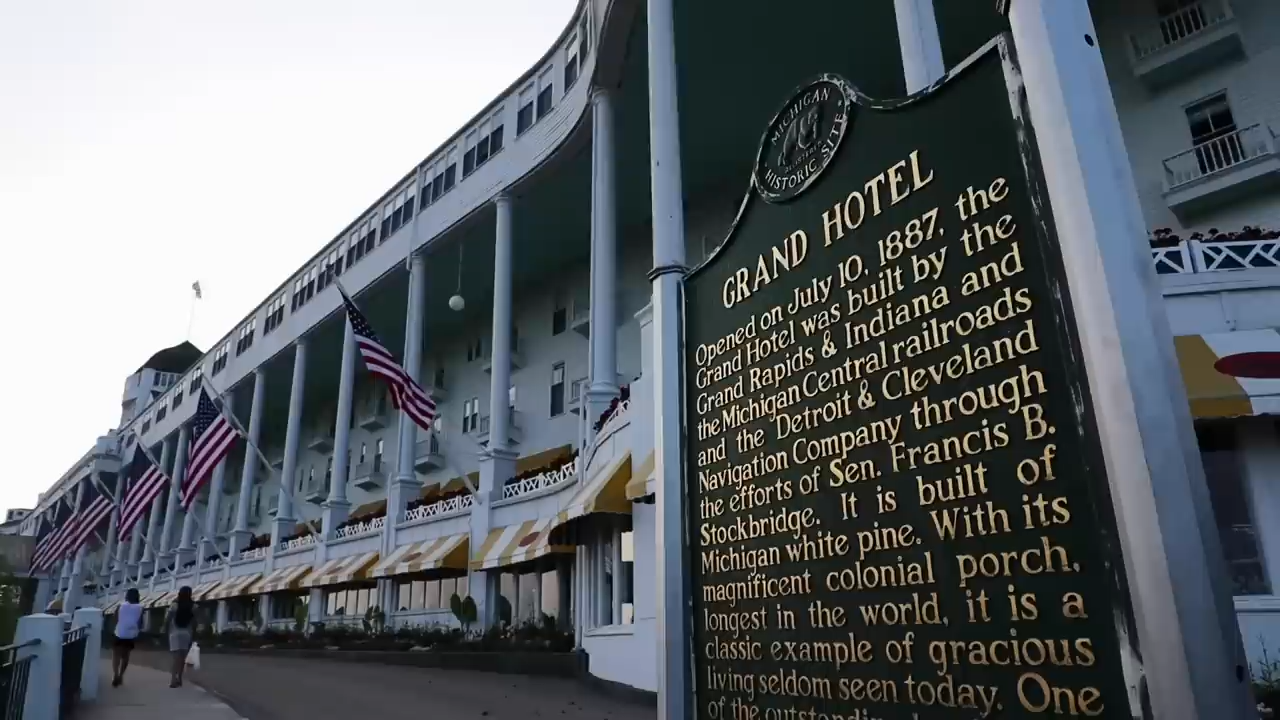 MICHIGAN
HISTORIC SITE
GRAND HOTEL
Opened on July 10, 1887, the
Grand Hotel was built by the
Grand Rapids & Indiana and
the Michigan Central railroads
and the Detroit & Cleveland
Navigation Company through
the efforts of Sen. Francis B.
Stockbridge. It is built of
Michigan white pine. With its
magnificent colonial porch,
longest in the world, it is a
classic example of gracious
living seldom seen today. One
of the